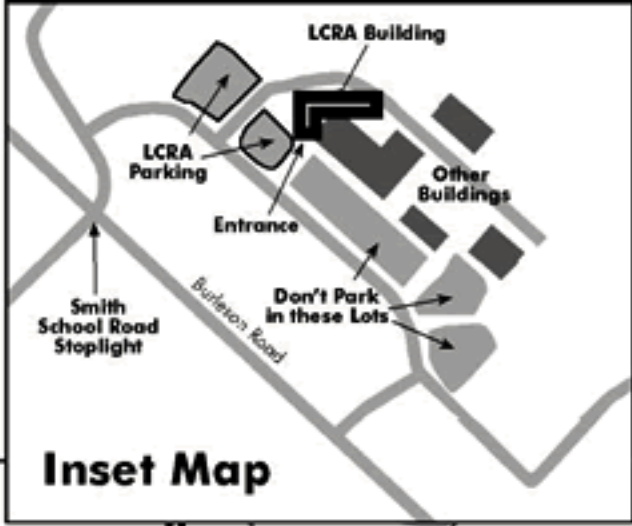 LCRA Building
LCRA
Parking
Other
Buildings
Entrance
Smith
School Road
Stoplight
Burleson Road
Don't Park
in these Lots
Inset Map